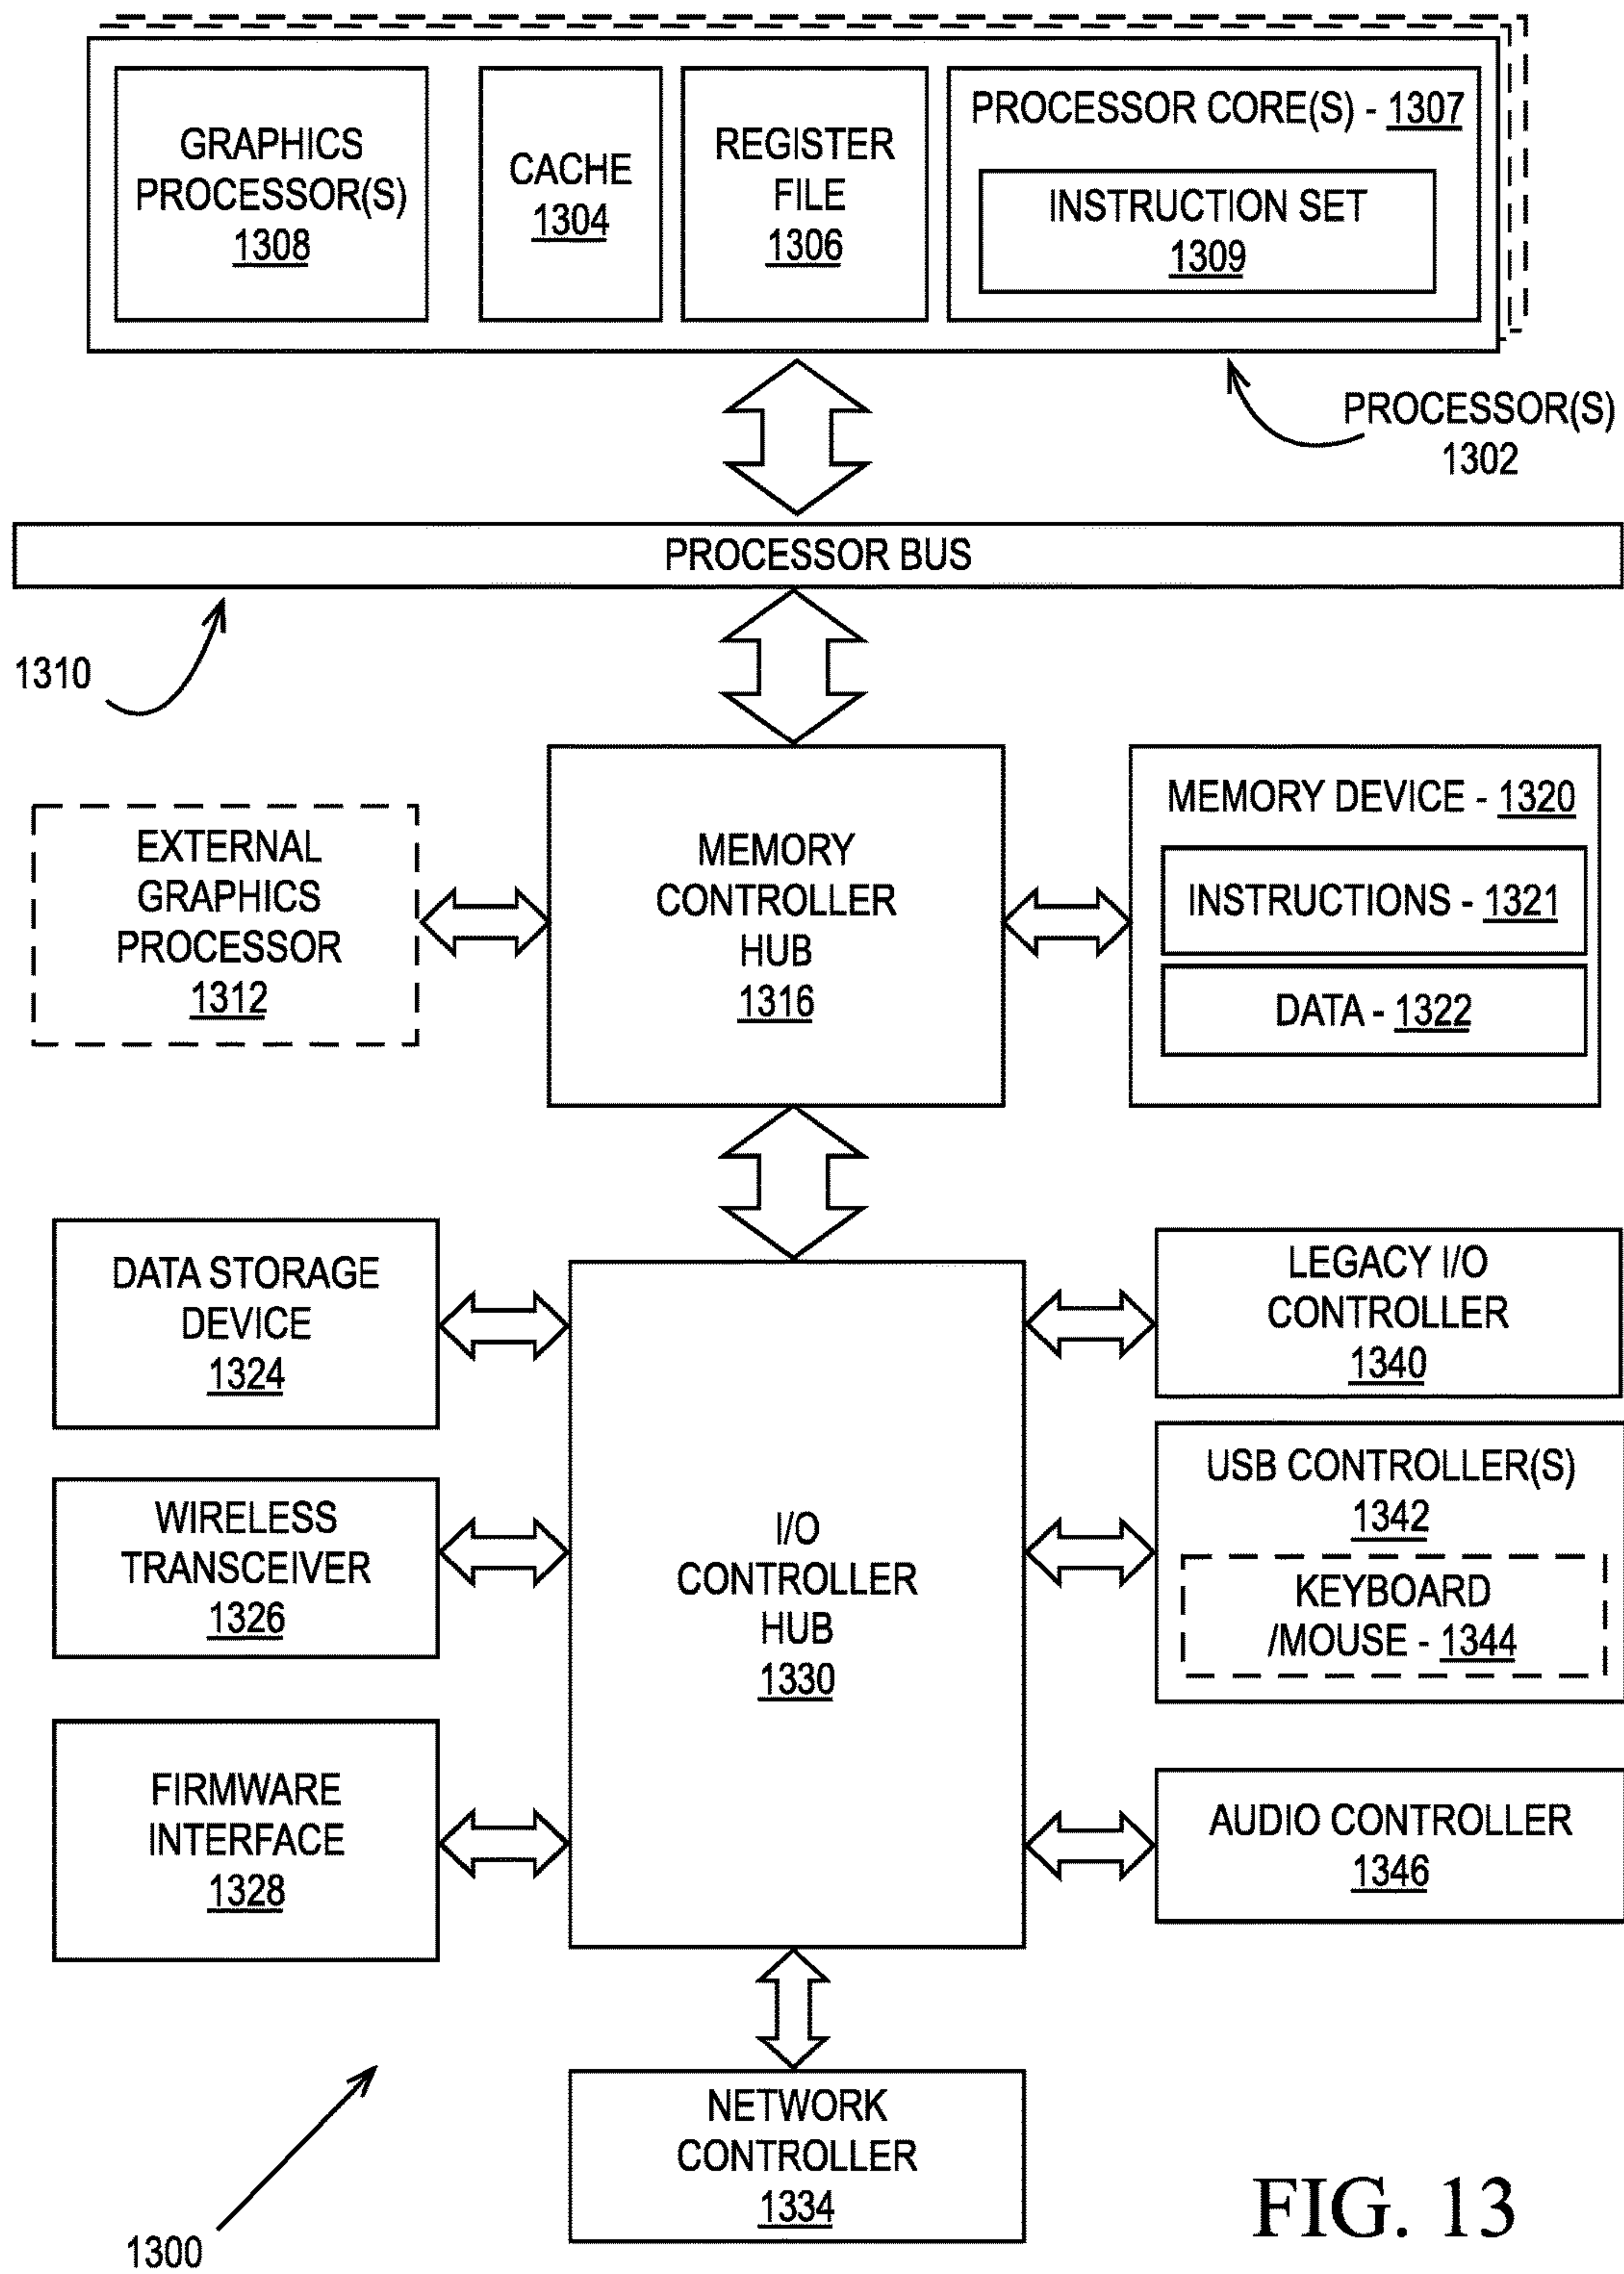 GRAPHICS
PROCESSOR(S)
1308
CACHE
1304
REGISTER
FILE
1306
PROCESSOR CORE(S) - 1307
INSTRUCTION SET
1309
PROCESSOR(S)
1302
PROCESSOR BUS
1310
EXTERNAL
GRAPHICS
PROCESSOR
1312
MEMORY
CONTROLLER
HUB
1316
MEMORY DEVICE - 1320
INSTRUCTIONS - 1321
DATA - 1322
DATA STORAGE
DEVICE
1324
WIRELESS
TRANSCEIVER
1326
FIRMWARE
INTERFACE
1328
I/O
CONTROLLER
HUB
1330
LEGACY I/O
CONTROLLER
1340
USB CONTROLLER(S)
1342
KEYBOARD
/MOUSE - 1344
AUDIO CONTROLLER
1346
NETWORK
CONTROLLER
1334
1300
FIG. 13